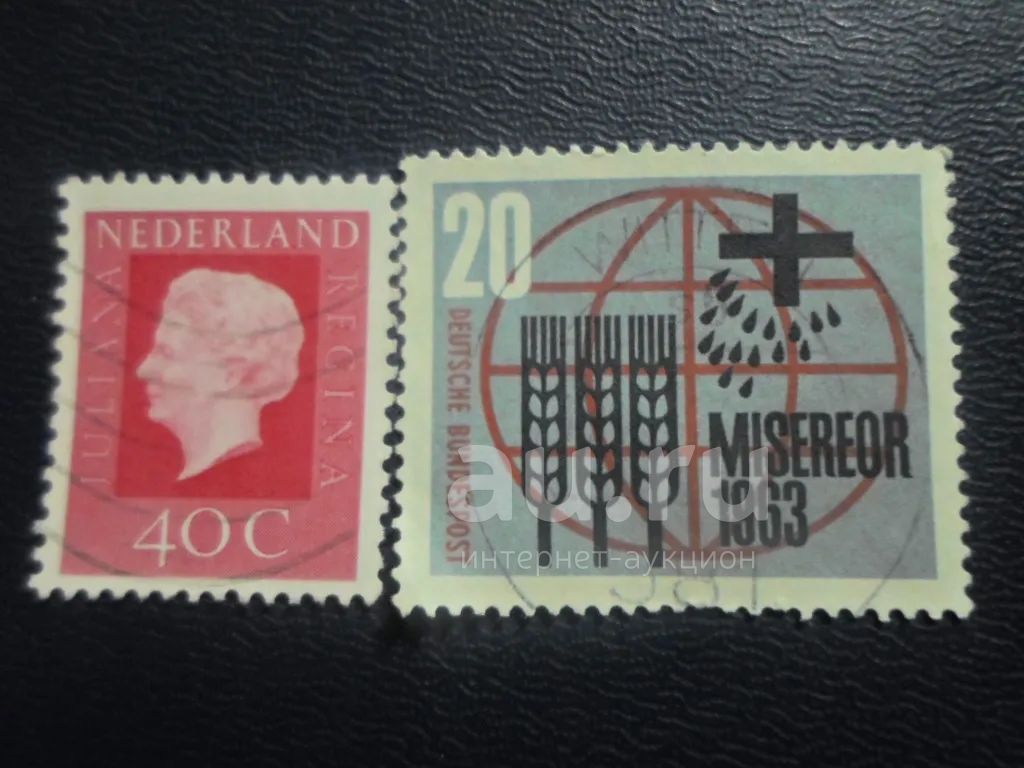 NEDERLAND
JULIANA
REGINA
40C
20
DEUTSCHE BUNDESPOST
MISEREOR
1963
au.ru
интернет-аукцион